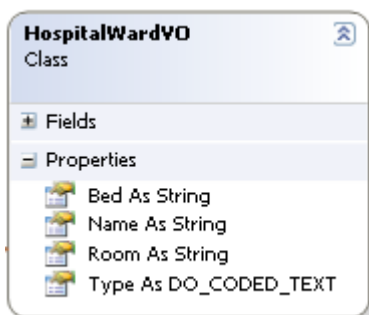 HospitalWardVO
Class
Fields
Properties
Bed As String
Name As String
Room As String
Type As DO_CODED_TEXT